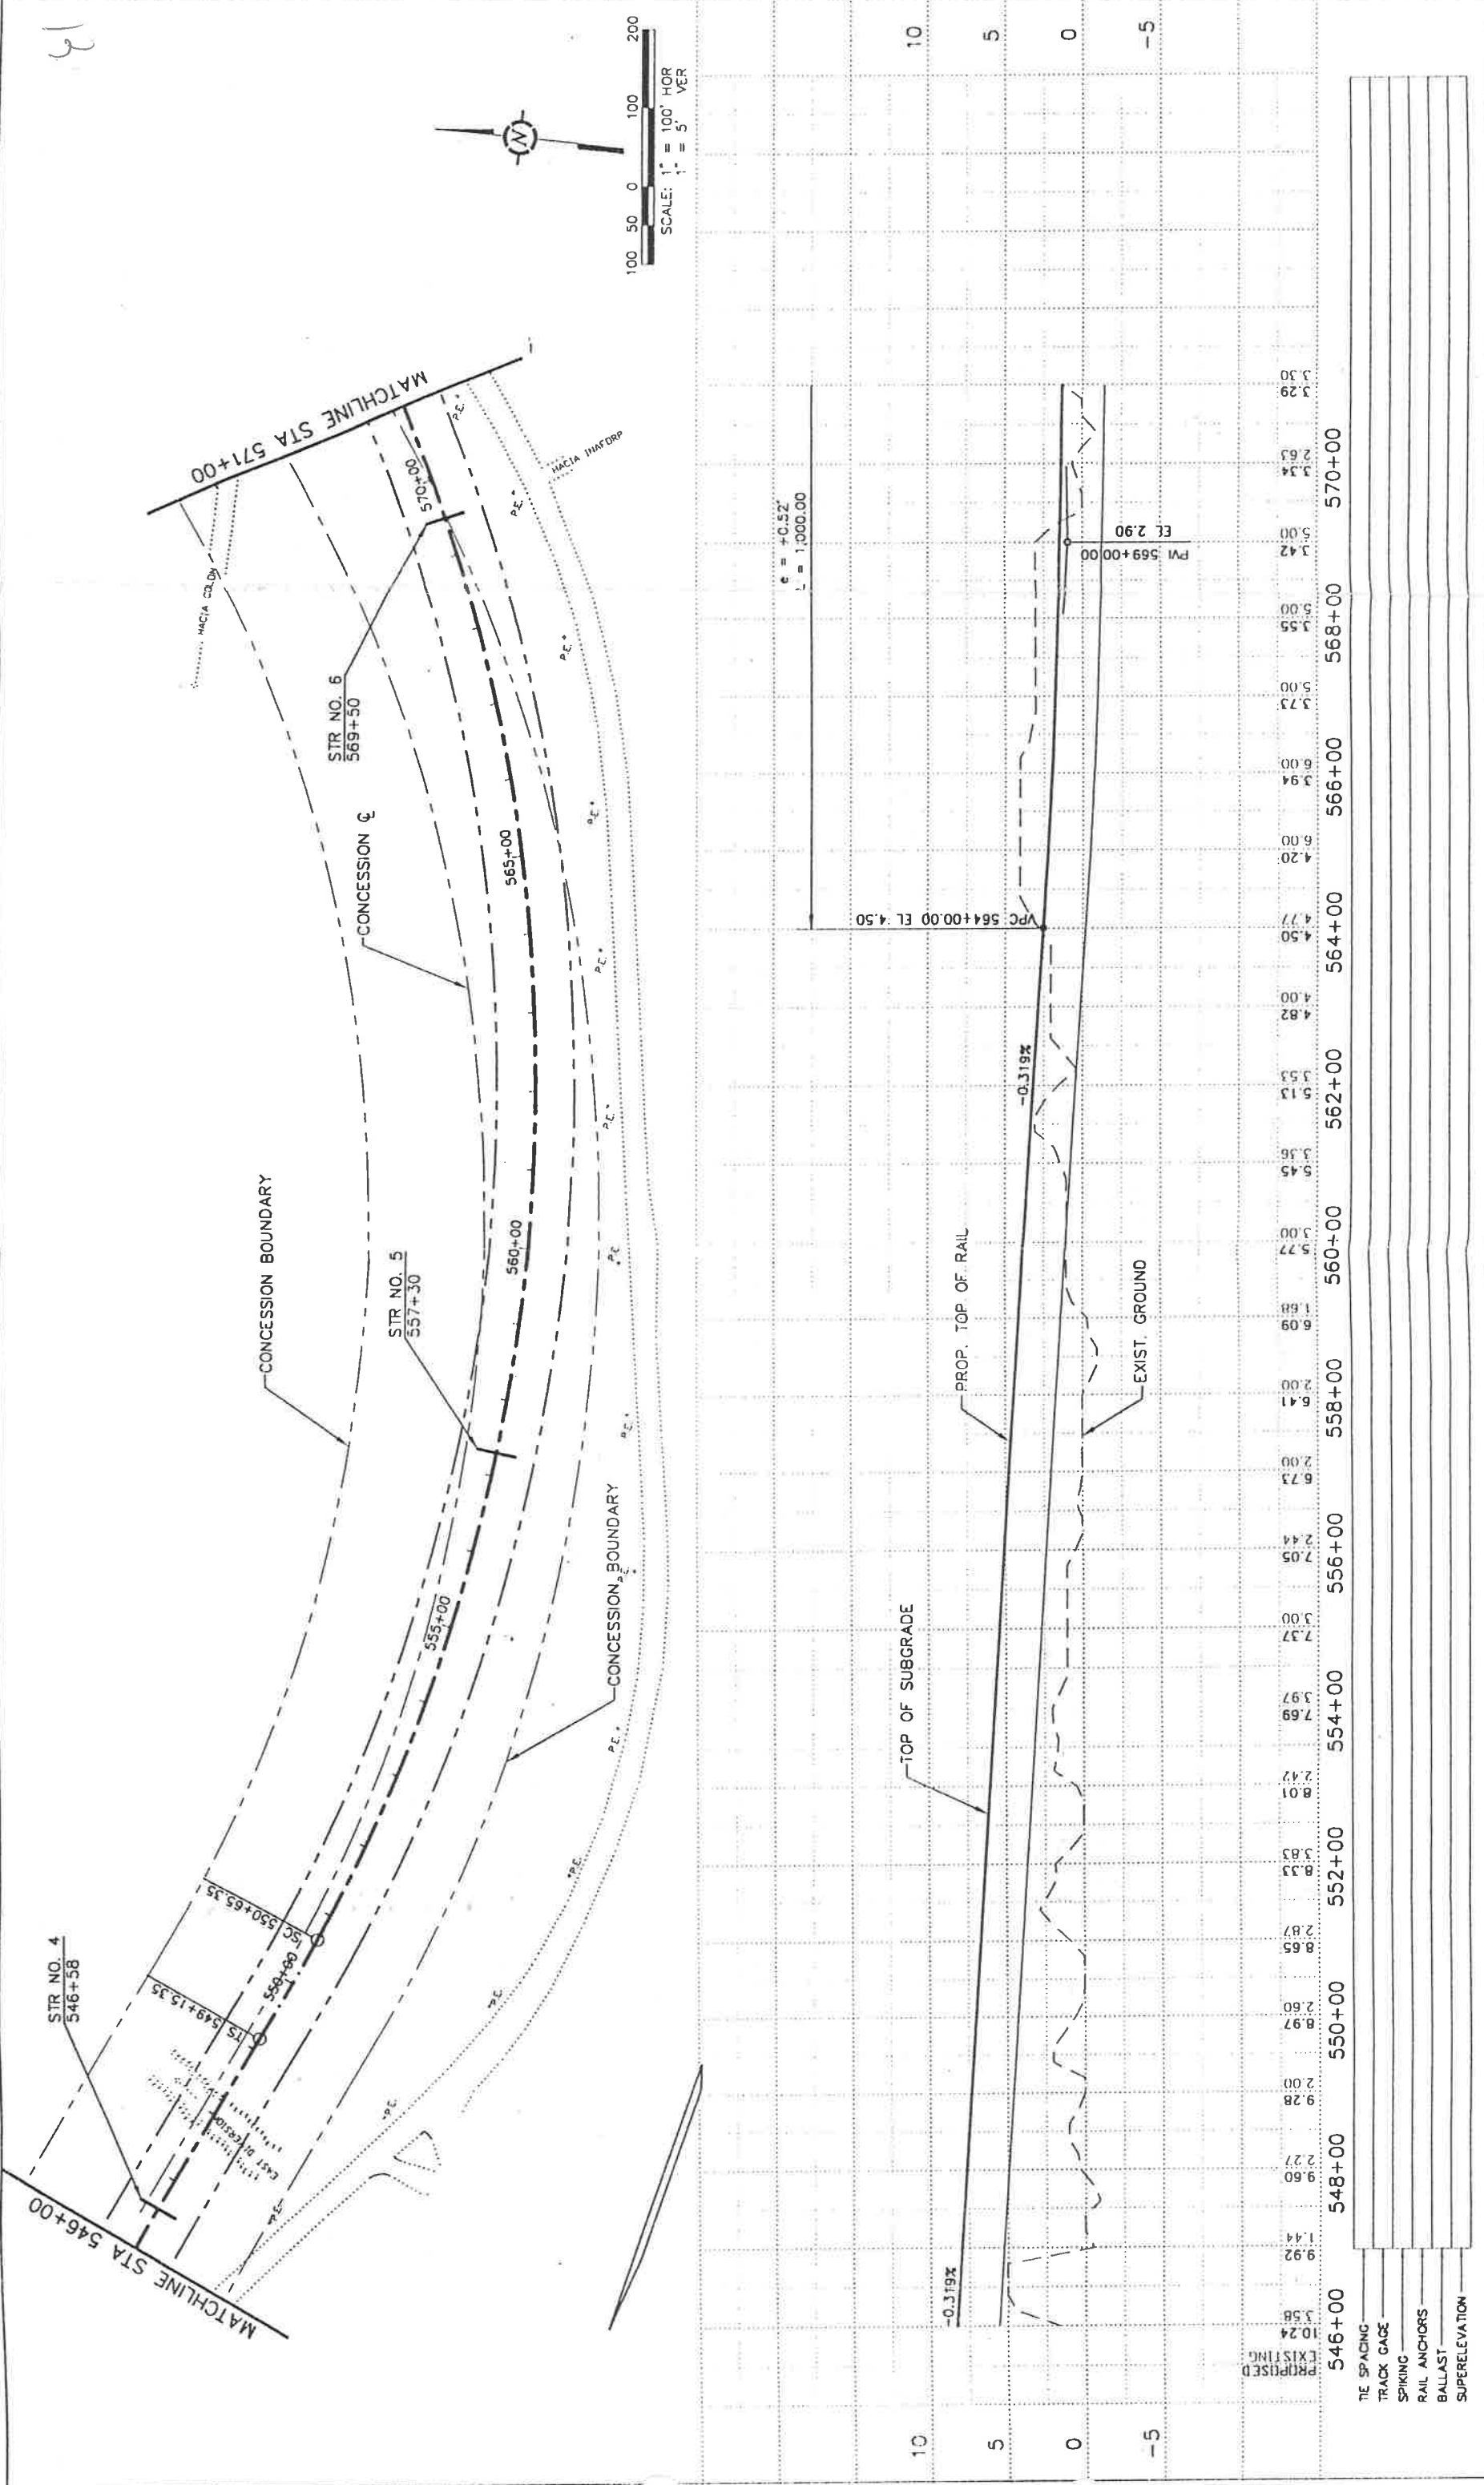 13
MATCHLINE STA 546+00
STR NO. 4
546+58
EAST DIVERSION
TS 549+15.35
550+00
SC 550+65.35
CONCESSION BOUNDARY
555+00
CONCESSION BOUNDARY
STR NO. 5
557+30
560+00
CONCESSION ℄
565+00
STR NO. 6
569+50
570+00
HACIA COLON
HACIA INAFORP
MATCHLINE STA 571+00
P.E.
P.E.
P.E.
P.E.
P.E.
P.E.
P.E.
P.E.
P.E.
P.E.
P.E.
P.E.
P.E.
P.E.
N
100 50 0 100 200
SCALE: 1" = 100' HOR
1" = 5' VER
10 10
5 5
0 0
-5 -5
-0.319%
TOP OF SUBGRADE
PROP. TOP OF RAIL
EXIST. GROUND
-0.319%
VPC 564+00.00 EL 4.50
e = +0.52'
L = 1,000.00
PVI 569+00.00
EL 2.90
PROPOSED 10.24 9.92 9.60 9.28 8.97 8.65 8.33 8.01 7.69 7.37 7.05 6.73 6.41 6.09 5.77 5.45 5.13 4.82 4.50 4.20 3.94 3.73 3.55 3.42 3.34 3.29
EXISTING 3.58 1.44 2.27 2.00 2.60 2.87 3.83 2.47 3.97 3.00 2.44 2.00 2.00 1.68 3.00 3.36 3.53 4.00 4.77 6.00 6.00 5.00 5.00 5.00 2.63 3.30
546+00 548+00 550+00 552+00 554+00 556+00 558+00 560+00 562+00 564+00 566+00 568+00 570+00
TIE SPACING
TRACK GAGE
SPIKING
RAIL ANCHORS
BALLAST
SUPERELEVATION